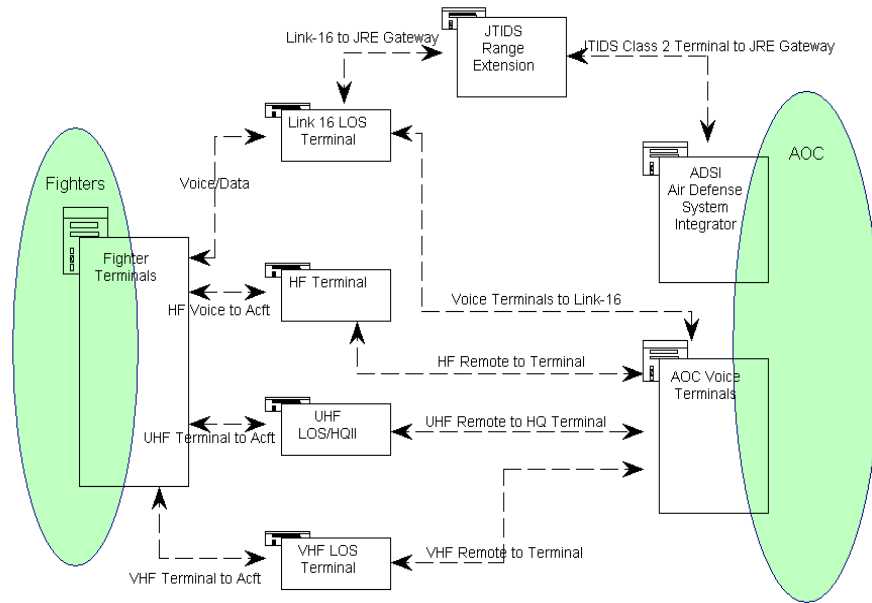 Link-16 to JRE Gateway
JTIDS
Range
Extension
JTIDS Class 2 Terminal to JRE Gateway
Link 16 LOS
Terminal
AOC
ADSI
Air Defense
System
Integrator
Fighters
Voice/Data
Fighter
Terminals
HF Terminal
HF Voice to Acft
Voice Terminals to Link-16
HF Remote to Terminal
AOC Voice
Terminals
UHF
LOS/HQII
UHF Terminal to Acft
UHF Remote to HQ Terminal
VHF LOS
Terminal
VHF Terminal to Acft
VHF Remote to Terminal